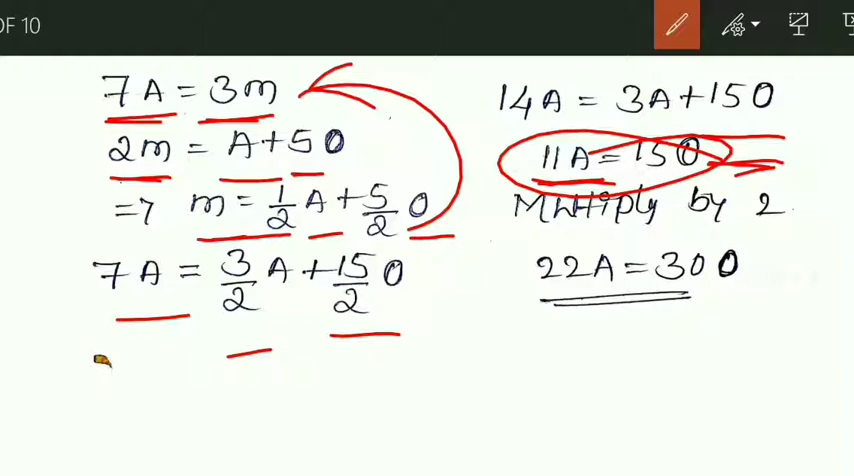 OF 10
7A = 3m
2m = A+50
=7 m = 1/2 A + 5/2 0
7A = 3/2 A + 15/2 0
14A = 3A+150
11A = 150
Multiply by 2
22A = 300